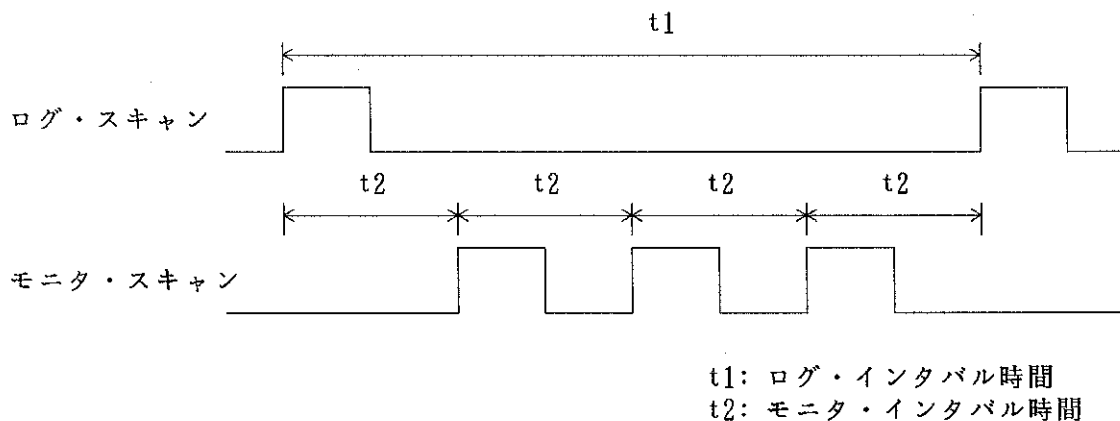 t1
ログ・スキャン
t2 t2 t2 t2
モニタ・スキャン
t1: ログ・インタバル時間
t2: モニタ・インタバル時間